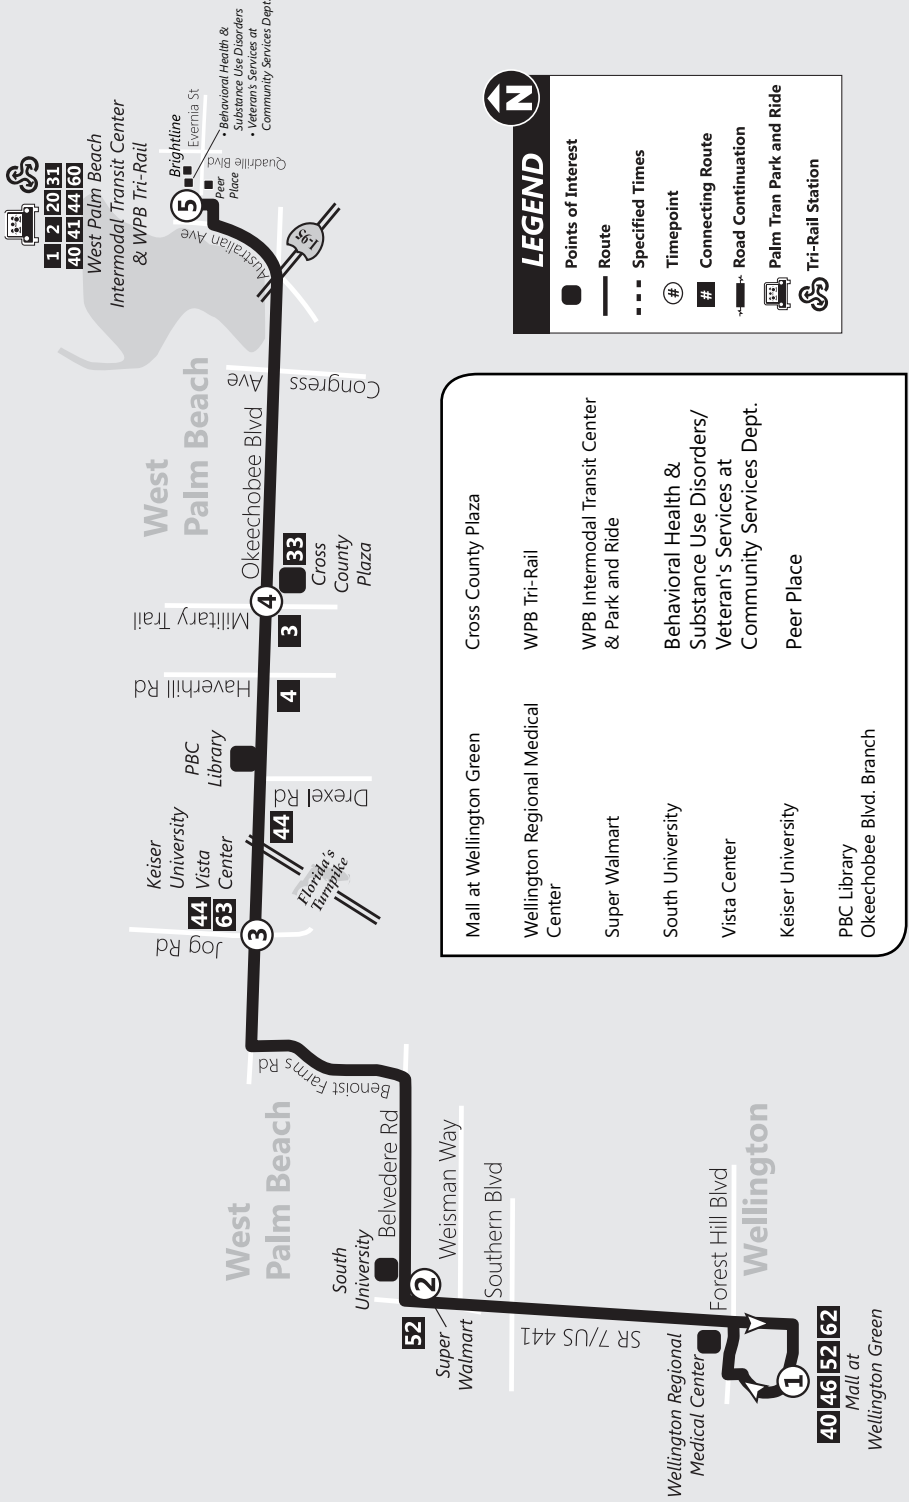 1 2 20 31
40 41 44 60
West Palm Beach
Intermodal Transit Center
& WPB Tri-Rail
Brightline
Evernia St
• Behavioral Health &
Substance Use Disorders
• Veteran's Services at
Community Services Dept.
Quadrille Blvd
Peer
Place
5
Australian Ave
I-95
West
Palm Beach
Congress Ave
Okeechobee Blvd
33
Cross
County
Plaza
4
Military Trail
3
Haverhill Rd
4
PBC
Library
Drexel Rd
44
Florida's
Turnpike
Keiser
University
Vista
Center
44
63
3
Jog Rd
Benoist Farms Rd
West
Palm Beach
Belvedere Rd
Weisman Way
Southern Blvd
South
University
2
52
Super
Walmart
SR 7/US 441
Forest Hill Blvd
Wellington
Wellington Regional
Medical Center
1
40 46 52 62
Mall at
Wellington Green
N
LEGEND
Points of Interest
Route
Specified Times
# Timepoint
# Connecting Route
Road Continuation
Palm Tran Park and Ride
Tri-Rail Station
Mall at Wellington Green
Wellington Regional Medical
Center
Super Walmart
South University
Vista Center
Keiser University
PBC Library
Okeechobee Blvd. Branch
Cross County Plaza
WPB Tri-Rail
WPB Intermodal Transit Center
& Park and Ride
Behavioral Health &
Substance Use Disorders/
Veteran's Services at
Community Services Dept.
Peer Place